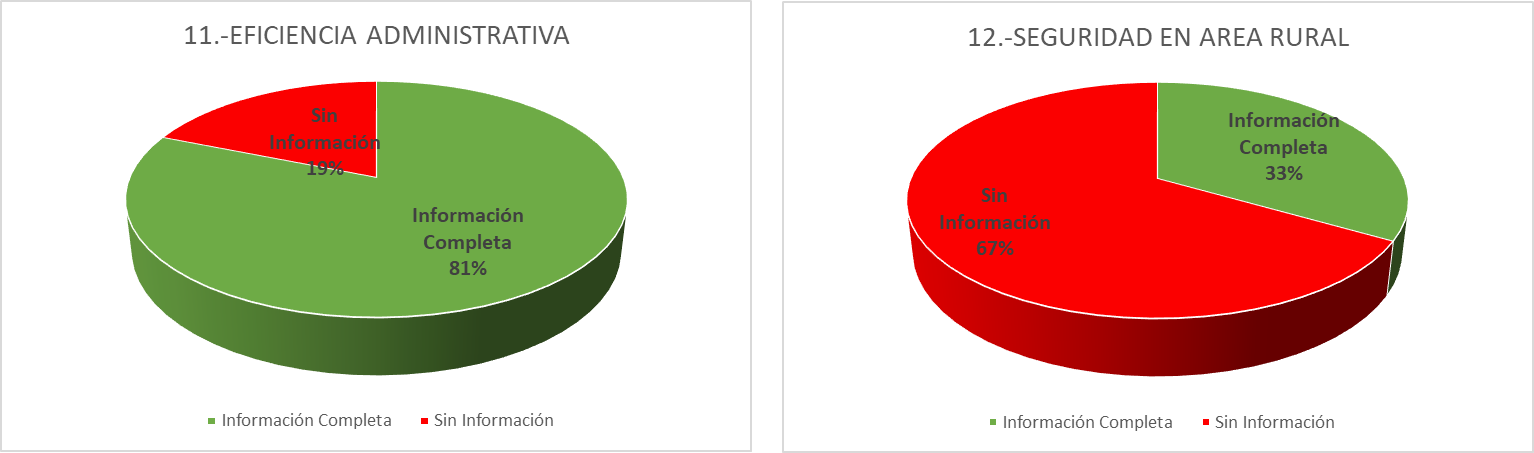 11.-EFICIENCIA ADMINISTRATIVA
Sin
Información
19%
Información
Completa
81%
Información Completa
Sin Información
12.-SEGURIDAD EN AREA RURAL
Información
Completa
33%
Sin
Información
67%
Información Completa
Sin Información